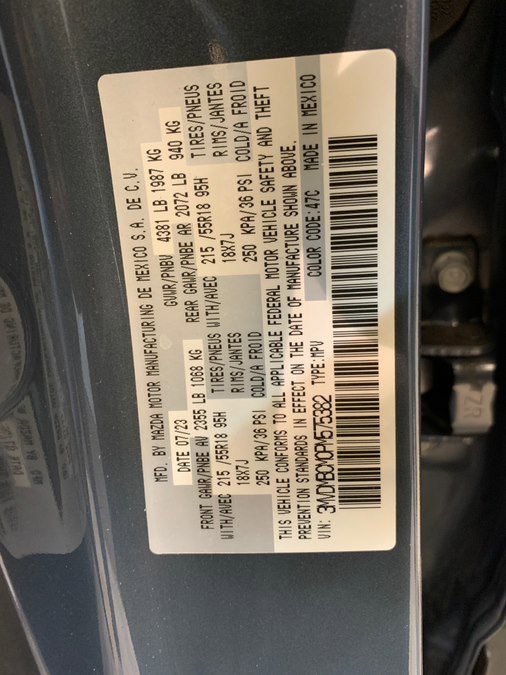 MFD. BY MAZDA MOTOR MANUFACTURING DE MEXICO S.A. DE C.V.
DATE 07/23 GVWR/PNBV 4381 LB 1987 KG
FRONT GAWR/PNBE AV 2355 LB 1068 KG REAR GAWR/PNBE AR 2072 LB 940 KG
WITH/AVEC 215 /55R18 95H TIRES/PNEUS WITH/AVEC 215 /55R18 95H TIRES/PNEUS
18X7J RIMS/JANTES 18X7J RIMS/JANTES
250 KPA/36 PSI COLD/A FROID 250 KPA/36 PSI COLD/A FROID
THIS VEHICLE CONFORMS TO ALL APPLICABLE FEDERAL MOTOR VEHICLE SAFETY AND THEFT
PREVENTION STANDARDS IN EFFECT ON THE DATE OF MANUFACTURE SHOWN ABOVE.
VIN: 3MVDMBCM0PM575382 TYPE: MPV COLOR CODE: 47C MADE IN MEXICO